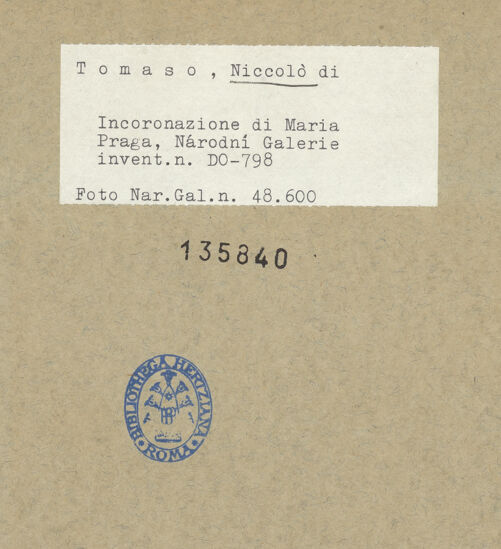 Tomaso, Niccolò di
Incoronazione di Maria
Praga, Národní Galerie
invent.n. DO-798
Foto Nar.Gal.n. 48.600
135840
BIBLIOTHECA HERTZIANA
ROMA